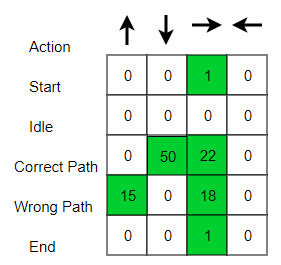 Action
Start 0 0 1 0
Idle 0 0 0 0
Correct Path 0 50 22 0
Wrong Path 15 0 18 0
End 0 0 1 0